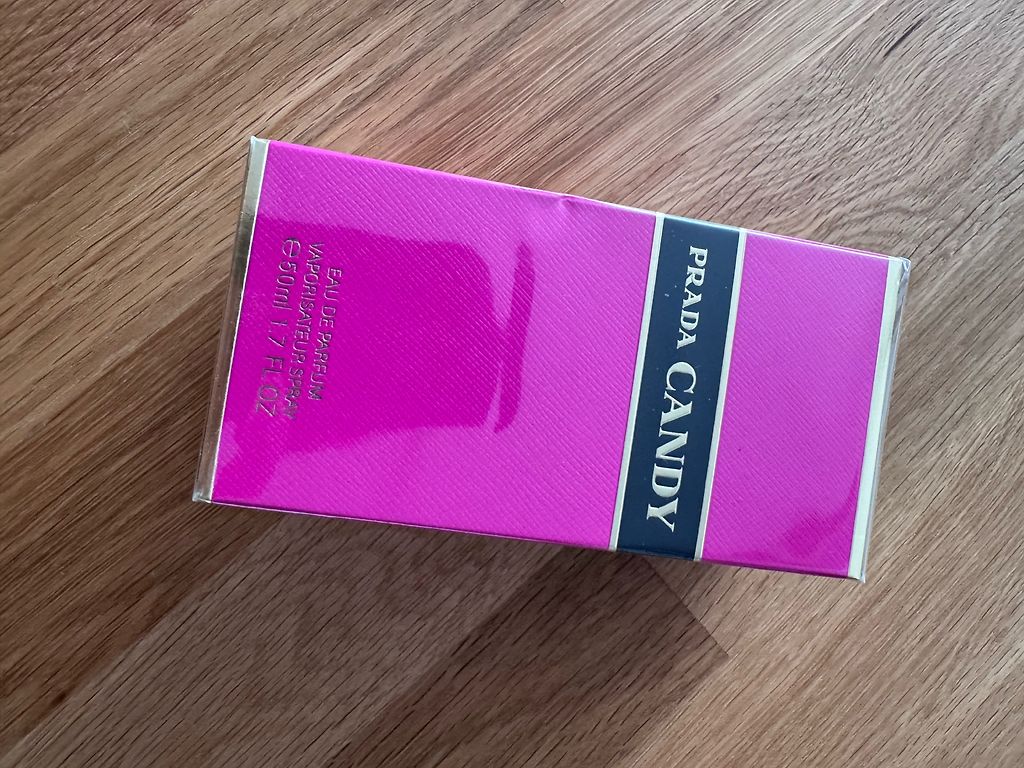 PRADA CANDY
EAU DE PARFUM
VAPORISATEUR SPRAY
℮50ml 1.7 FL.OZ